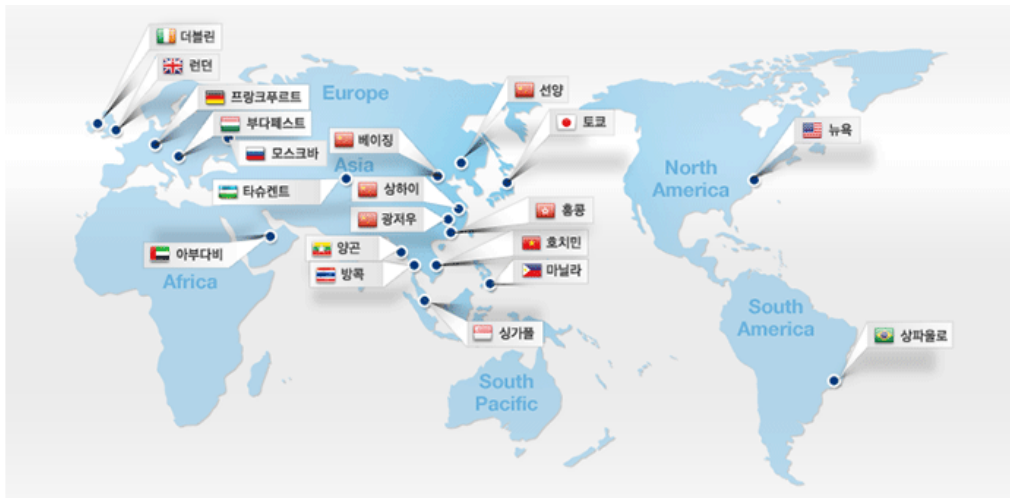 더블린
런던
프랑크푸르트
부다페스트
모스크바
Europe
베이징
Asia
선양
토쿄
뉴욕
North
America
타슈켄트
상하이
광저우
홍콩
아부다비
Africa
양곤
방콕
호치민
마닐라
싱가폴
South
America
상파울로
South
Pacific